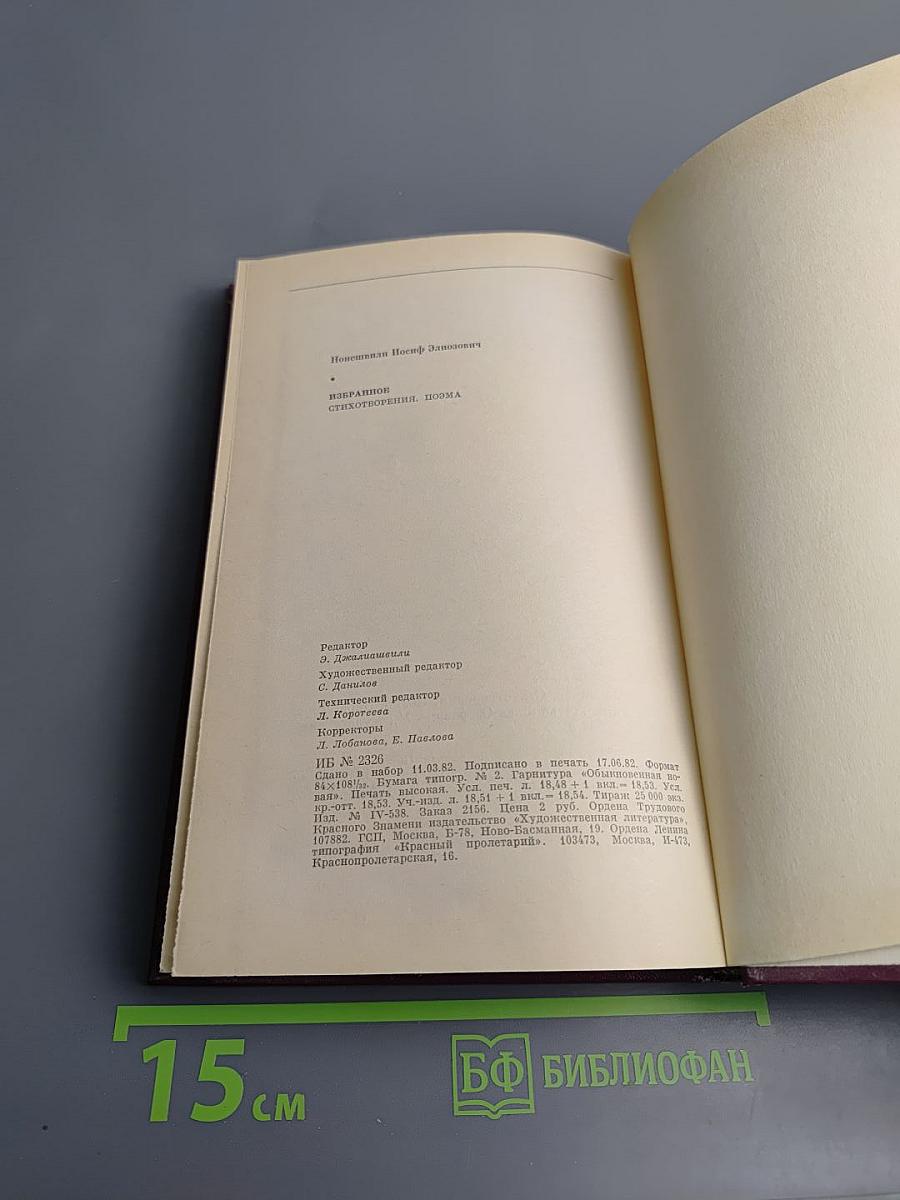 Нонешвили Иосиф Элиозович
•
ИЗБРАННОЕ
СТИХОТВОРЕНИЯ. ПОЭМА
Редактор
Э. Джалиашвили
Художественный редактор
С. Данилов
Технический редактор
Л. Коротеева
Корректоры
Л. Лобанова, Е. Павлова
ИБ № 2326
Сдано в набор 11.03.82. Подписано в печать 17.06.82. Формат
84×108¹/₃₂. Бумага типогр. № 2. Гарнитура «Обыкновенная но-
вая». Печать высокая. Усл. печ. л. 18,48 + 1 вкл.= 18,53. Усл.
кр.-отт. 18,53. Уч.-изд. л. 18,51 + 1 вкл.= 18,54. Тираж 25 000 экз.
Изд. № IV-538. Заказ 2156. Цена 2 руб. Ордена Трудового
Красного Знамени издательство «Художественная литература»,
107882. ГСП, Москва, Б-78, Ново-Басманная, 19. Ордена Ленина
типография «Красный пролетарий». 103473, Москва, И-473,
Краснопролетарская, 16.
15 см
БФ БИБЛИОФАН